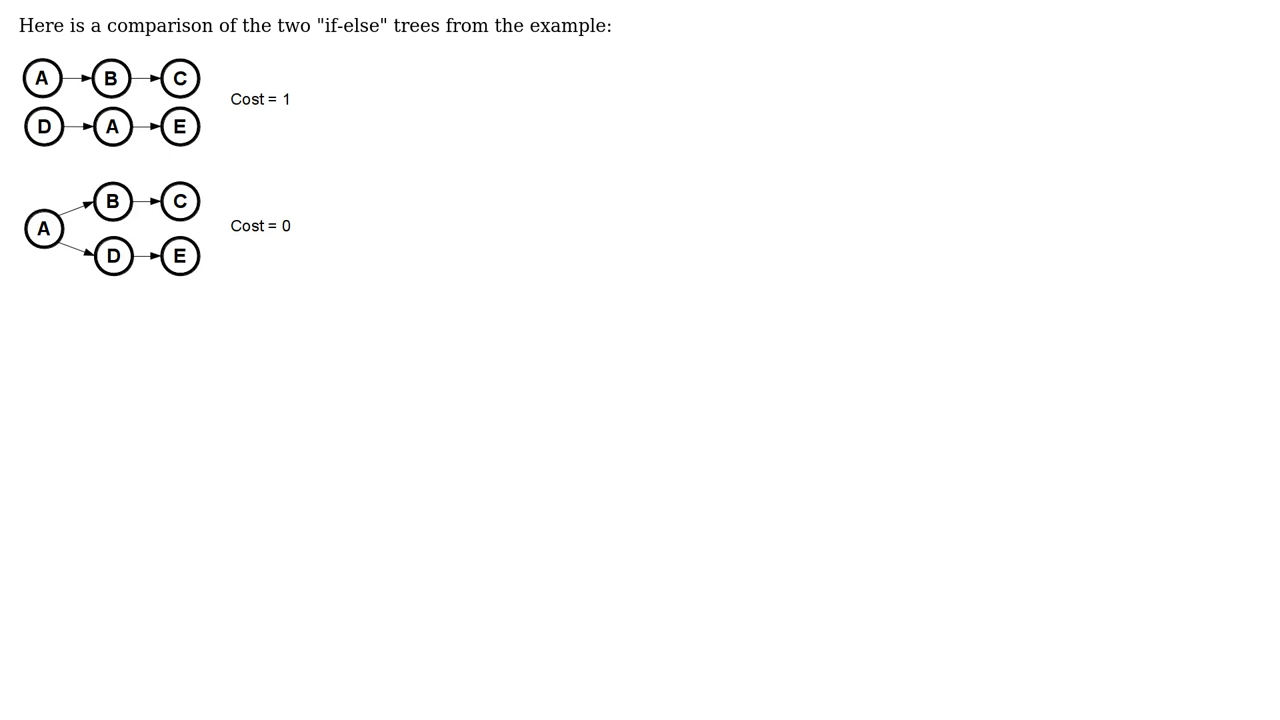 Here is a comparison of the two "if-else" trees from the example:
A B C
Cost = 1
D A E
B C
A
Cost = 0
D E